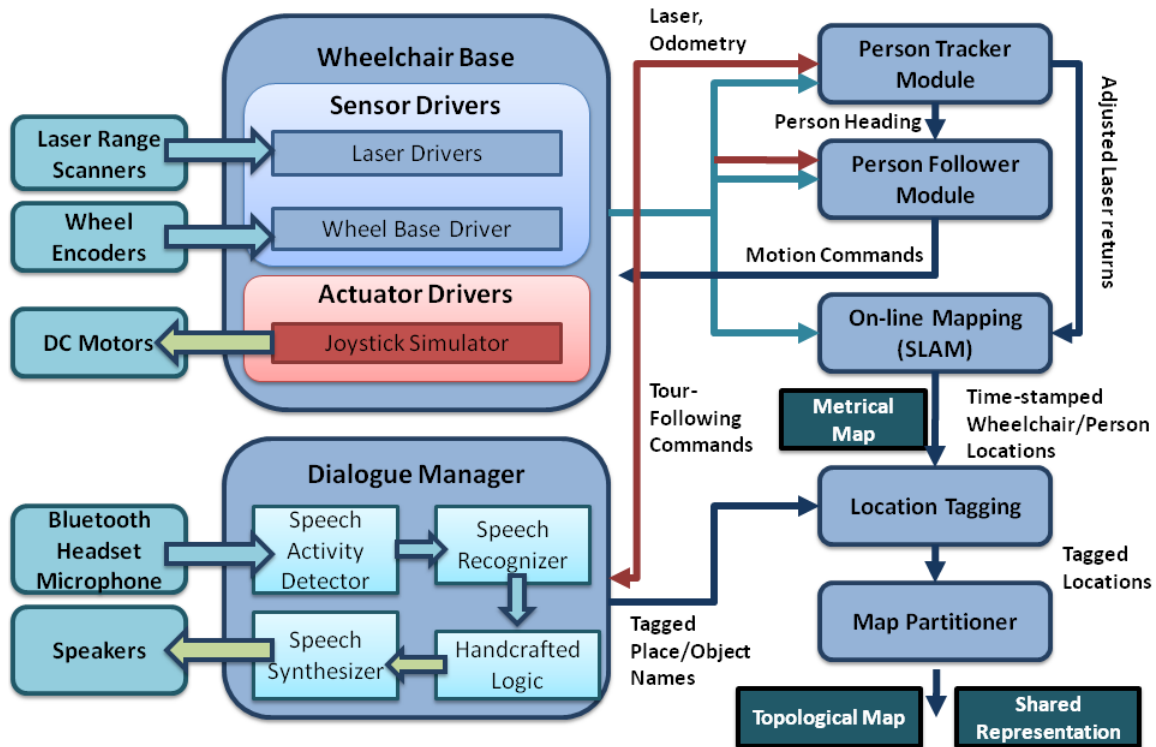 Wheelchair Base
Sensor Drivers
Laser Range
Scanners
Laser Drivers
Wheel
Encoders
Wheel Base Driver
Actuator Drivers
DC Motors
Joystick Simulator
Dialogue Manager
Bluetooth
Headset
Microphone
Speech
Activity
Detector
Speech
Recognizer
Speakers
Speech
Synthesizer
Handcrafted
Logic
Laser,
Odometry
Person Tracker
Module
Person Heading
Adjusted Laser returns
Person Follower
Module
Motion Commands
On-line Mapping
(SLAM)
Tour-
Following
Commands
Metrical
Map
Time-stamped
Wheelchair/Person
Locations
Location Tagging
Tagged
Locations
Tagged
Place/Object
Names
Map Partitioner
Topological Map
Shared
Representation